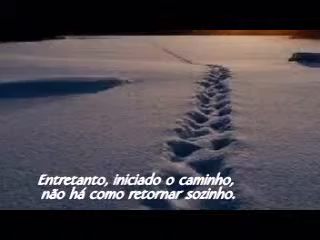 Entretanto, iniciado o caminho,
não há como retornar sozinho.